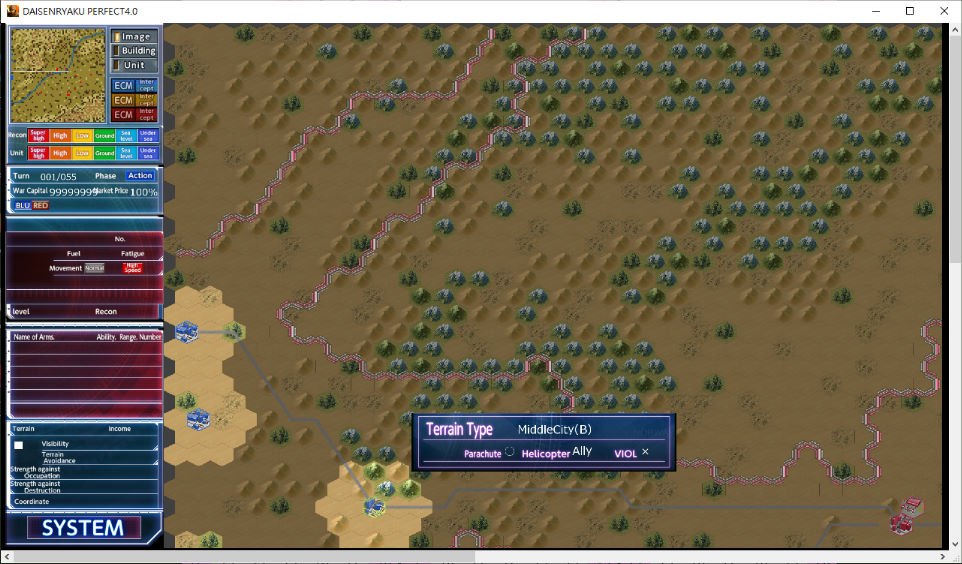 DAISENRYAKU PERFECT4.0
Image
Building
Unit
ECM Inter cept
ECM Inter cept
ECM Inter cept
Recon Super high High Low Ground Sea level Under sea
Unit Super high High Low Ground Sea level Under sea
Turn 001/055 Phase Action
War Capital 99999999 Market Price 100%
BLU RED
No.
Fuel Fatigue
Movement Normal High Speed
level Recon
Name of Arms. Ability. Range. Number.
Terrain Income
Visibility
Terrain Avoidance
Strength against Occupation
Strength against Destruction
Coordinate
SYSTEM
Terrain Type MiddleCity(B)
Parachute ○ Helicopter Ally VIOL ×